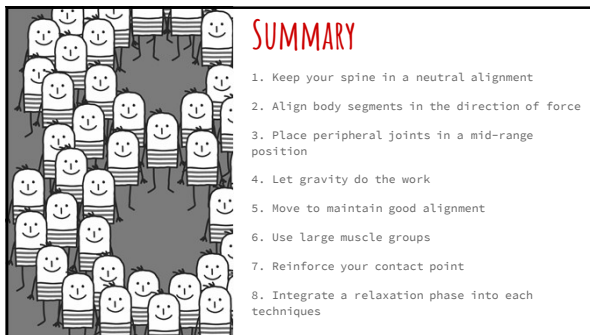 SUMMARY
1. Keep your spine in a neutral alignment
2. Align body segments in the direction of force
3. Place peripheral joints in a mid-range
position
4. Let gravity do the work
5. Move to maintain good alignment
6. Use large muscle groups
7. Reinforce your contact point
8. Integrate a relaxation phase into each
techniques